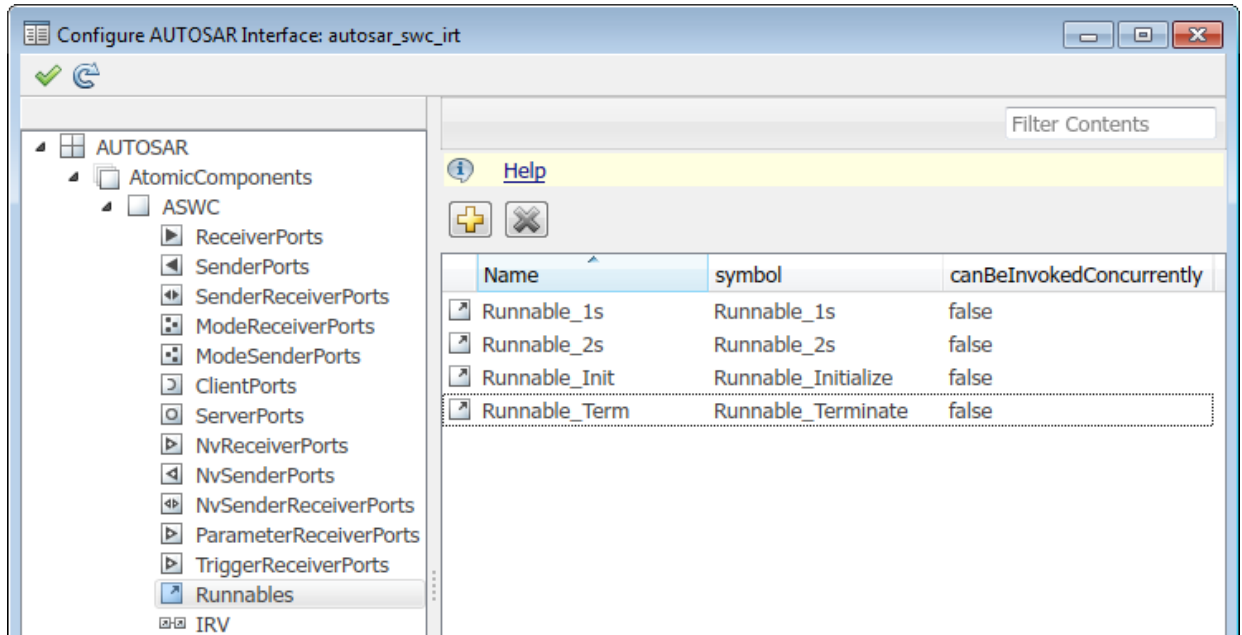 Configure AUTOSAR Interface: autosar_swc_irt
Filter Contents
AUTOSAR
AtomicComponents
ASWC
ReceiverPorts
SenderPorts
SenderReceiverPorts
ModeReceiverPorts
ModeSenderPorts
ClientPorts
ServerPorts
NvReceiverPorts
NvSenderPorts
NvSenderReceiverPorts
ParameterReceiverPorts
TriggerReceiverPorts
Runnables
IRV
Help
Name symbol canBeInvokedConcurrently
Runnable_1s Runnable_1s false
Runnable_2s Runnable_2s false
Runnable_Init Runnable_Initialize false
Runnable_Term Runnable_Terminate false